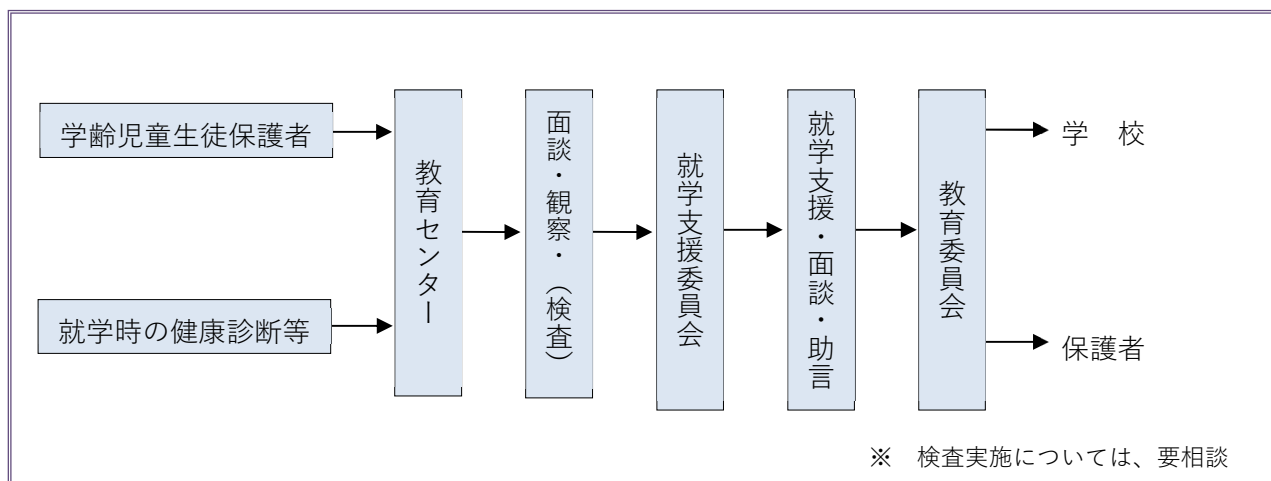 学齢児童生徒保護者
就学時の健康診断等
教育センター
面談・観察・（検査）
就学支援委員会
就学支援・面談・助言
教育委員会
学　校
保護者
※　検査実施については、要相談